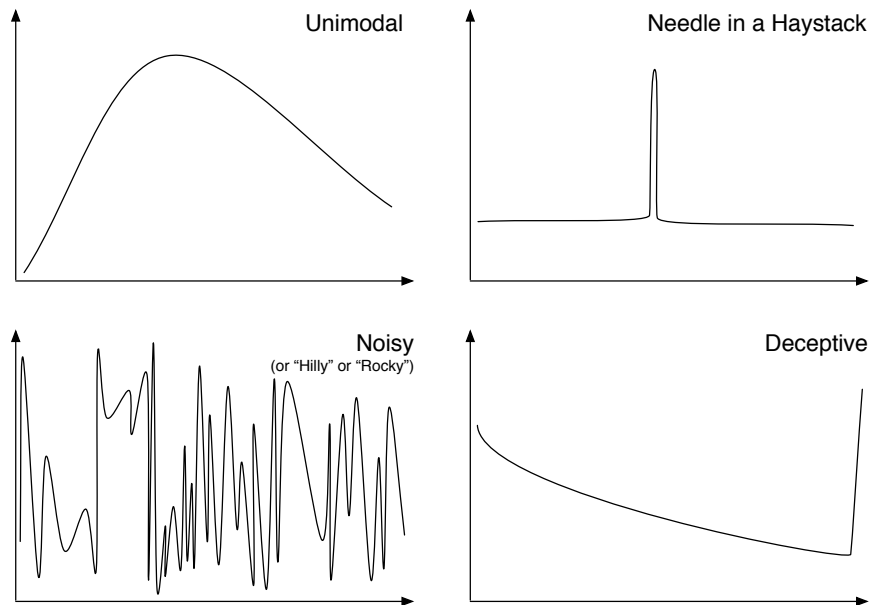 Unimodal
Needle in a Haystack
Noisy
(or “Hilly” or “Rocky”)
Deceptive